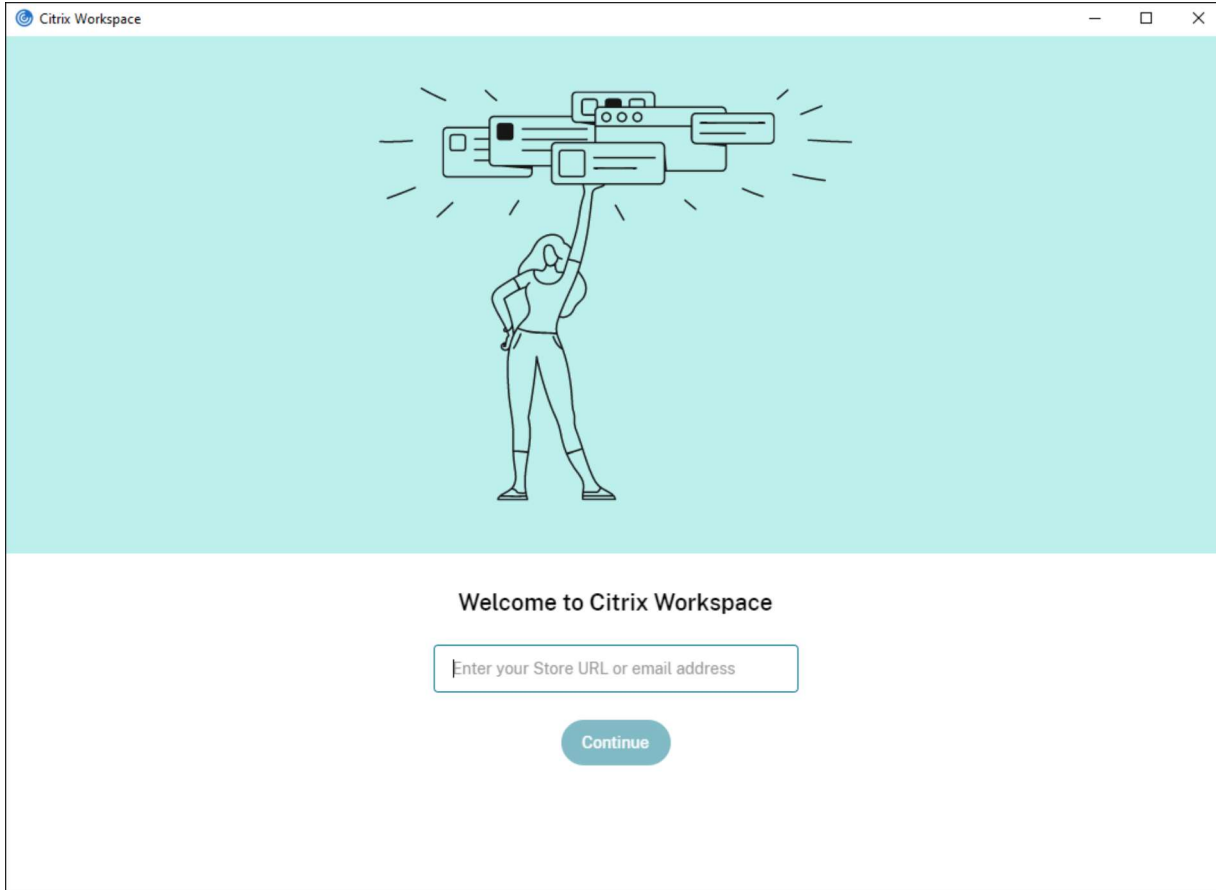 Citrix Workspace
Welcome to Citrix Workspace
Enter your Store URL or email address
Continue